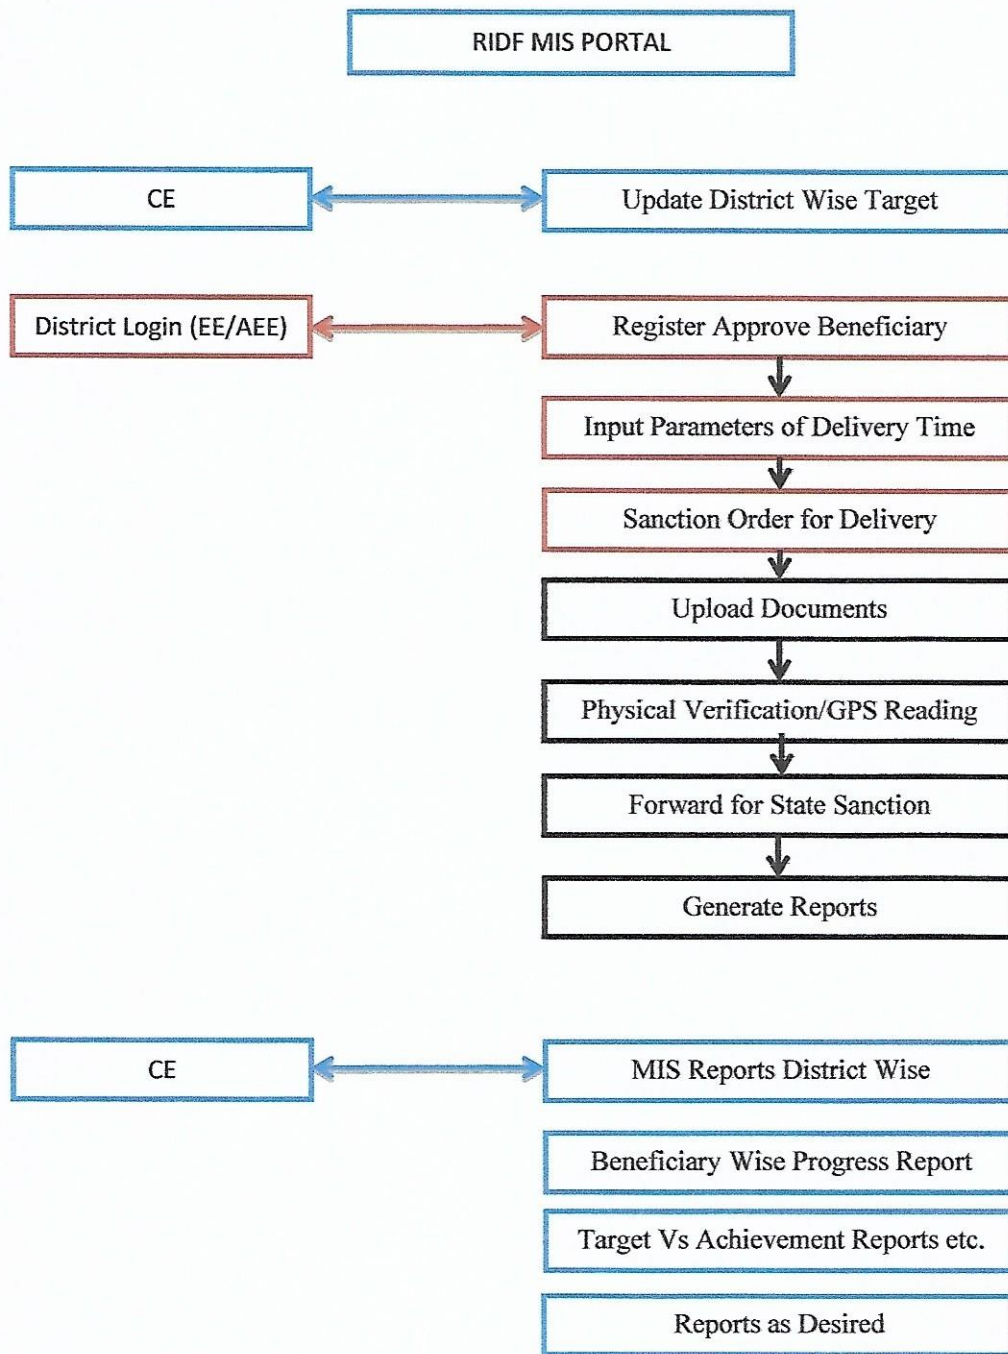 RIDF MIS PORTAL
CE
Update District Wise Target
District Login (EE/AEE)
Register Approve Beneficiary
Input Parameters of Delivery Time
Sanction Order for Delivery
Upload Documents
Physical Verification/GPS Reading
Forward for State Sanction
Generate Reports
CE
MIS Reports District Wise
Beneficiary Wise Progress Report
Target Vs Achievement Reports etc.
Reports as Desired